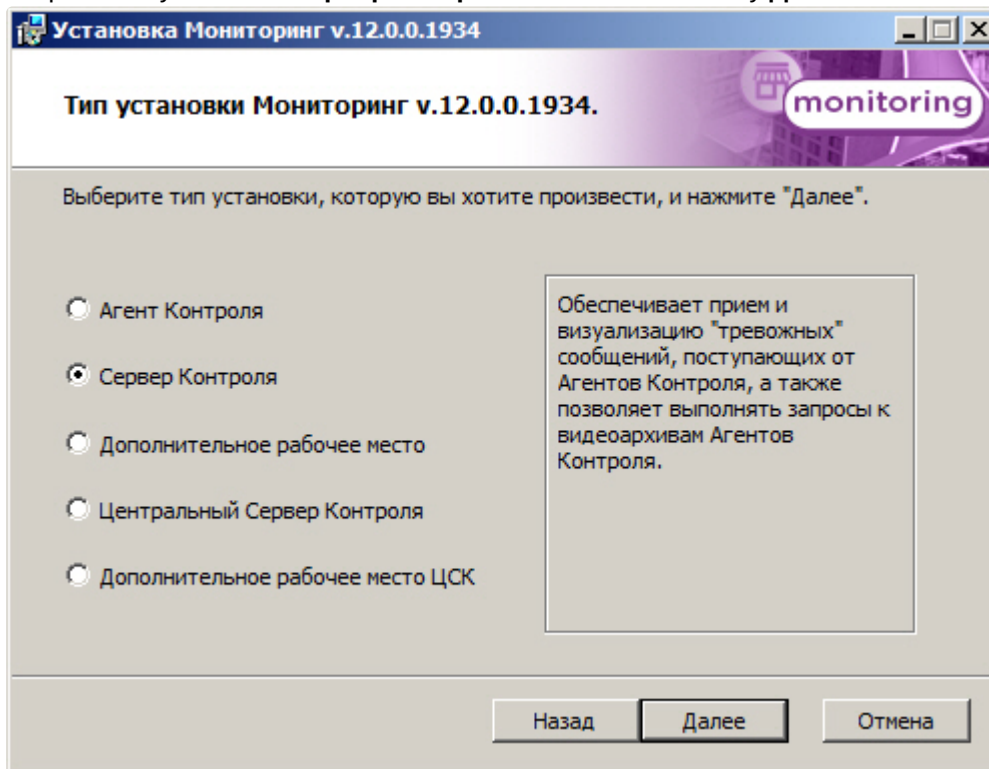 Установка Мониторинг v.12.0.0.1934
Тип установки Мониторинг v.12.0.0.1934.
monitoring
Выберите тип установки, которую вы хотите произвести, и нажмите "Далее".
Агент Контроля
Сервер Контроля
Дополнительное рабочее место
Центральный Сервер Контроля
Дополнительное рабочее место ЦСК
Обеспечивает прием и
визуализацию "тревожных"
сообщений, поступающих от
Агентов Контроля, а также
позволяет выполнять запросы к
видеоархивам Агентов
Контроля.
Назад Далее Отмена